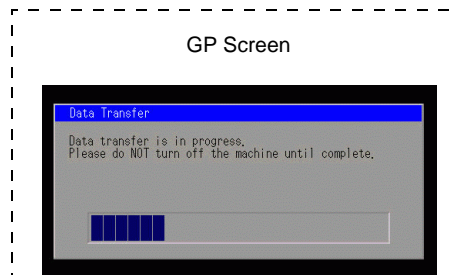 GP Screen
Data Transfer
Data transfer is in progress.
Please do NOT turn off the machine until complete.